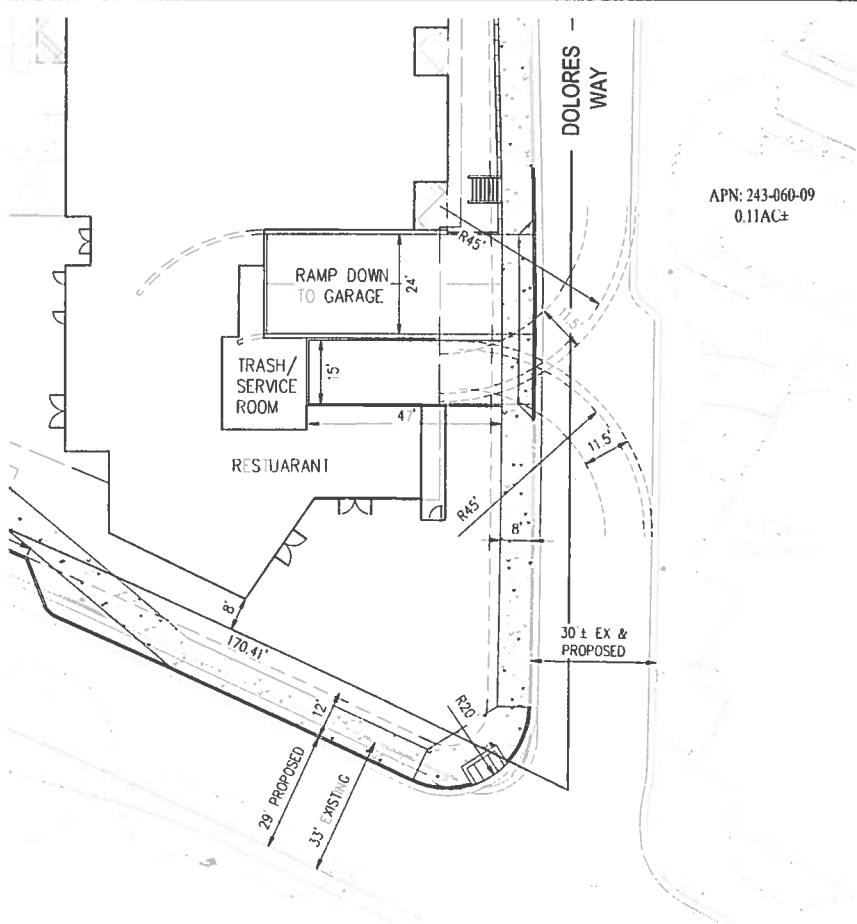 DOLORES
WAY
APN: 243-060-09
0.11AC±
R45'
RAMP DOWN
TO GARAGE
24'
11.5'
TRASH/
SERVICE
ROOM
15'
47'
11.5'
RESTUARANT
R45'
8'
8'
170.41'
30'± EX &
PROPOSED
R20
12'
29' PROPOSED
33' EXISTING